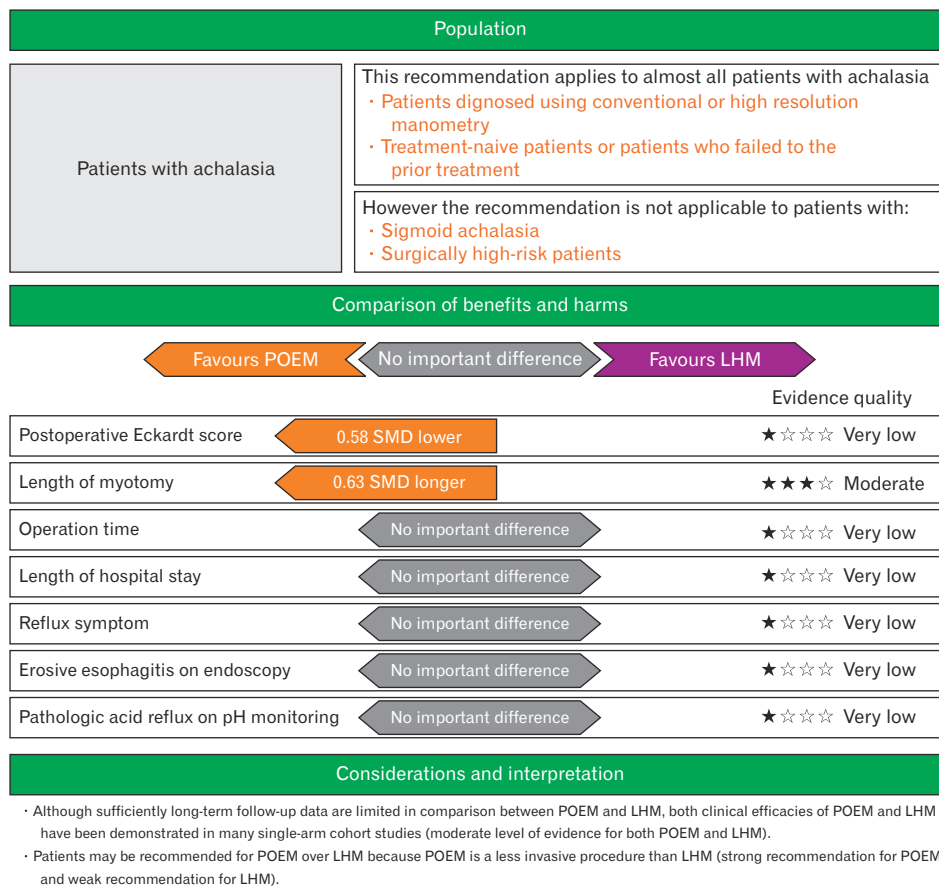 Population
Patients with achalasia
This recommendation applies to almost all patients with achalasia
· Patients dignosed using conventional or high resolution
manometry
· Treatment-naive patients or patients who failed to the
prior treatment
However the recommendation is not applicable to patients with:
· Sigmoid achalasia
· Surgically high-risk patients
Comparison of benefits and harms
Favours POEM
No important difference
Favours LHM
Evidence quality
Postoperative Eckardt score 0.58 SMD lower ★☆☆☆ Very low
Length of myotomy 0.63 SMD longer ★★★☆ Moderate
Operation time No important difference ★☆☆☆ Very low
Length of hospital stay No important difference ★☆☆☆ Very low
Reflux symptom No important difference ★☆☆☆ Very low
Erosive esophagitis on endoscopy No important difference ★☆☆☆ Very low
Pathologic acid reflux on pH monitoring No important difference ★☆☆☆ Very low
Considerations and interpretation
· Although sufficiently long-term follow-up data are limited in comparison between POEM and LHM, both clinical efficacies of POEM and LHM
have been demonstrated in many single-arm cohort studies (moderate level of evidence for both POEM and LHM).
· Patients may be recommended for POEM over LHM because POEM is a less invasive procedure than LHM (strong recommendation for POEM
and weak recommendation for LHM).